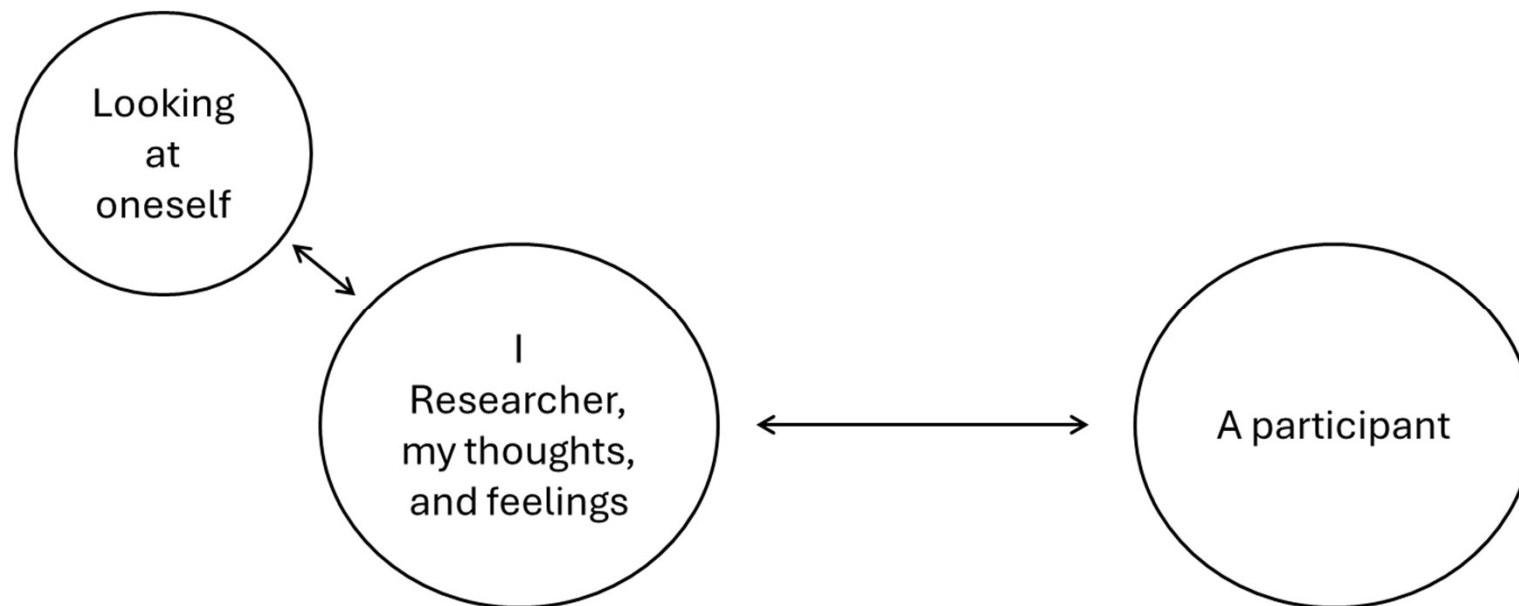 Looking
at
oneself
I
Researcher,
my thoughts,
and feelings
A participant